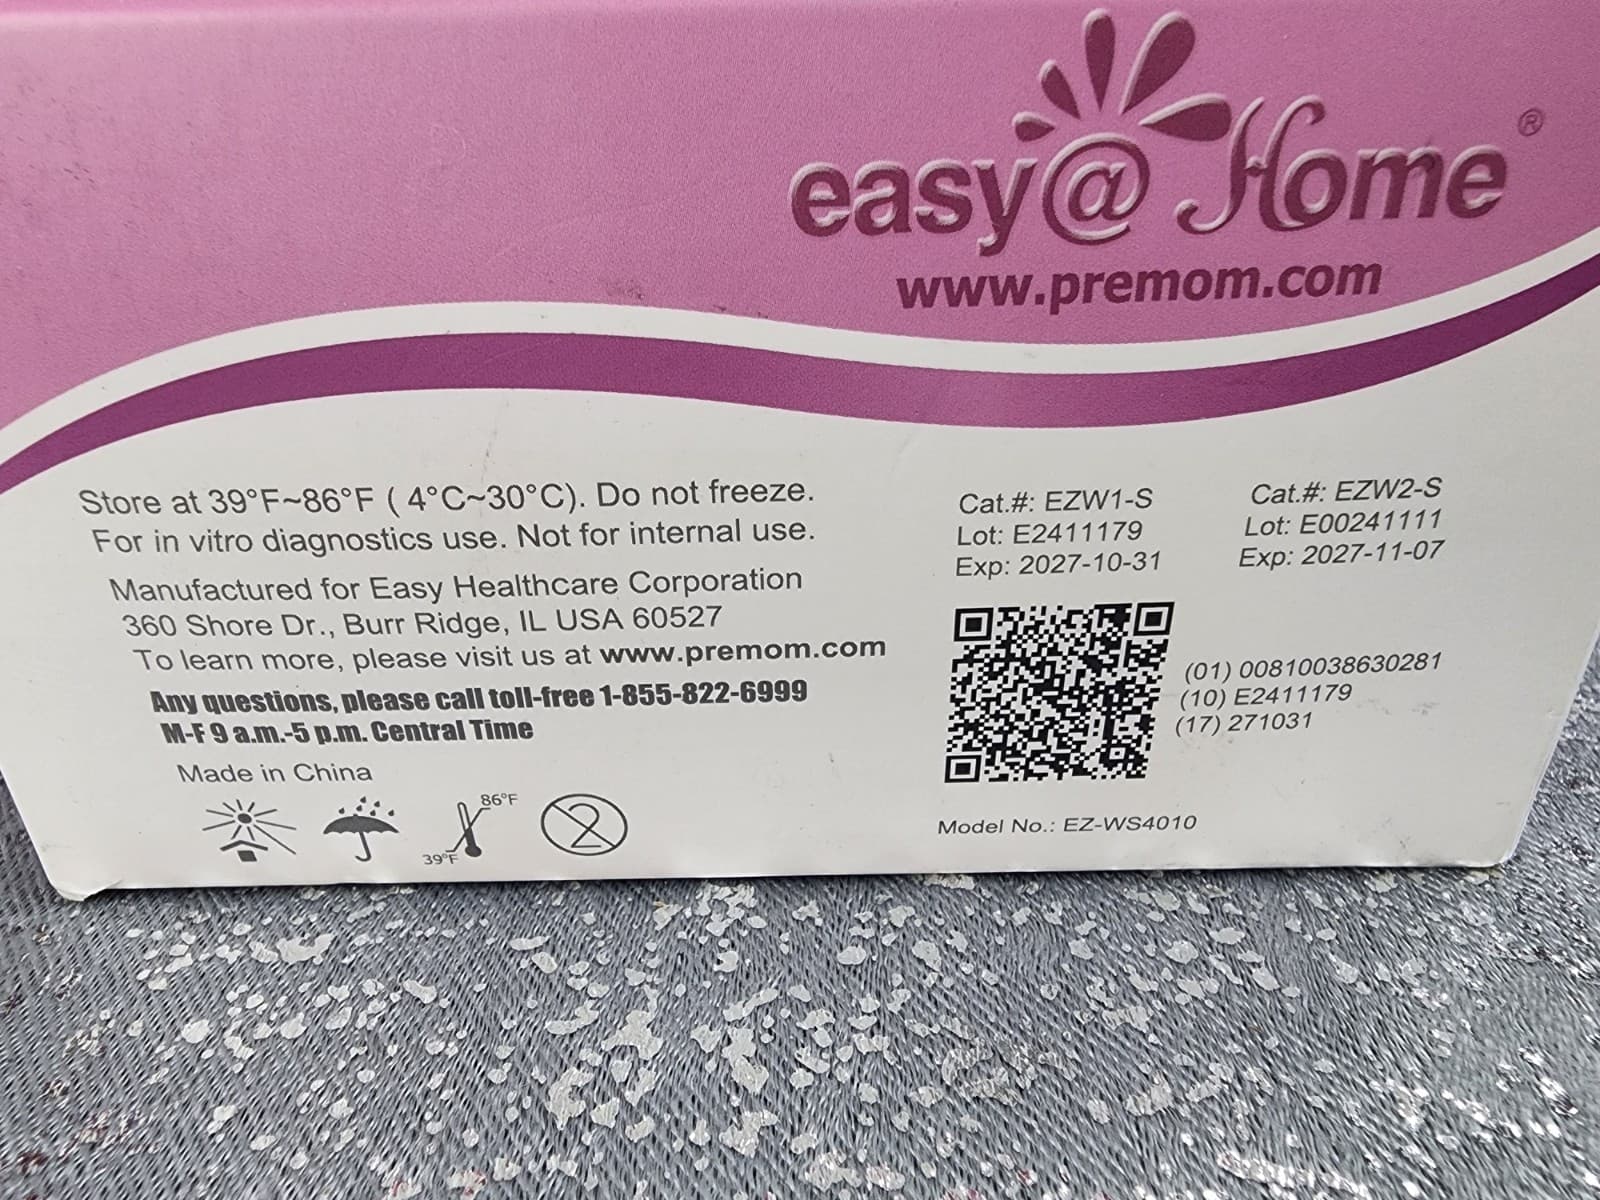 easy@Home®
www.premom.com
Store at 39°F~86°F ( 4°C~30°C). Do not freeze.
For in vitro diagnostics use. Not for internal use.
Manufactured for Easy Healthcare Corporation
360 Shore Dr., Burr Ridge, IL USA 60527
To learn more, please visit us at www.premom.com
Any questions, please call toll-free 1-855-822-6999
M-F 9 a.m.-5 p.m. Central Time
Made in China
86°F
39°F
2
Cat.#: EZW1-S
Lot: E2411179
Exp: 2027-10-31
Cat.#: EZW2-S
Lot: E00241111
Exp: 2027-11-07
(01) 00810038630281
(10) E2411179
(17) 271031
Model No.: EZ-WS4010